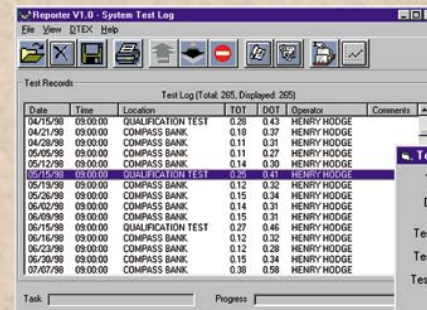 Reporter V1.0 - System Test Log
File View DTEX Help
Test Records
Test Log (Total: 265, Displayed: 265)
Date Time Location TOT DOT Operator Comments
04/15/98 09:00:00 QUALIFICATION TEST 0.28 0.43 HENRY HODGE
04/21/98 09:00:00 COMPASS BANK 0.18 0.37 HENRY HODGE
04/28/98 09:00:00 COMPASS BANK 0.11 0.31 HENRY HODGE
05/05/98 09:00:00 COMPASS BANK 0.11 0.27 HENRY HODGE
05/12/98 09:00:00 COMPASS BANK 0.14 0.30 HENRY HODGE
05/15/98 09:00:00 QUALIFICATION TEST 0.25 0.41 HENRY HODGE
05/19/98 09:00:00 COMPASS BANK 0.12 0.32 HENRY HODGE
05/26/98 09:00:00 COMPASS BANK 0.15 0.34 HENRY HODGE
06/02/98 09:00:00 COMPASS BANK 0.14 0.31 HENRY HODGE
06/09/98 09:00:00 COMPASS BANK 0.15 0.31 HENRY HODGE
06/15/98 09:00:00 QUALIFICATION TEST 0.27 0.46 HENRY HODGE
06/16/98 09:00:00 COMPASS BANK 0.12 0.32 HENRY HODGE
06/23/98 09:00:00 COMPASS BANK 0.12 0.28 HENRY HODGE
06/30/98 09:00:00 COMPASS BANK 0.15 0.34 HENRY HODGE
07/07/98 09:00:00 COMPASS BANK 0.38 0.58 HENRY HODGE
Task Progress